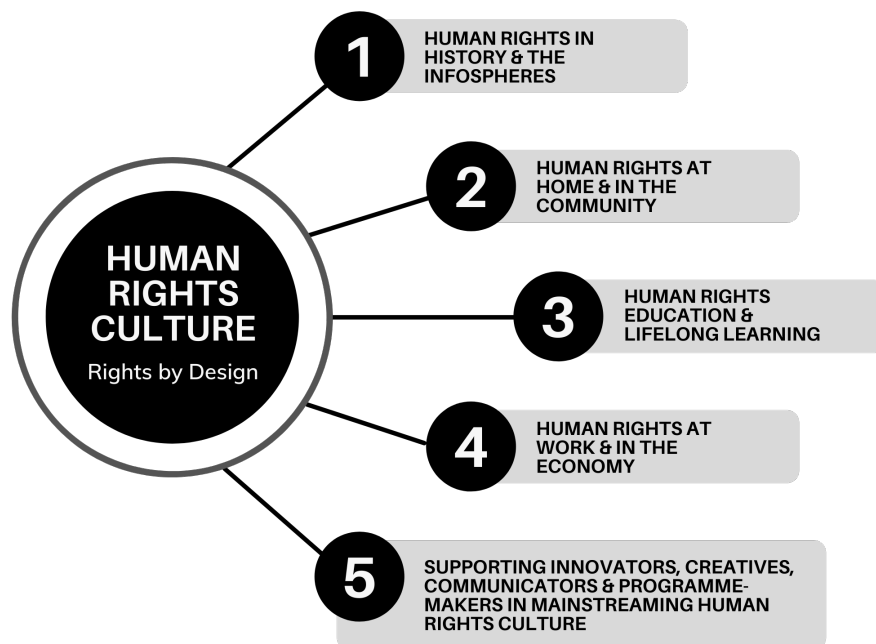 HUMAN
RIGHTS
CULTURE
Rights by Design
1
HUMAN RIGHTS IN
HISTORY & THE
INFOSPHERES
2
HUMAN RIGHTS AT
HOME & IN THE
COMMUNITY
3
HUMAN RIGHTS
EDUCATION &
LIFELONG LEARNING
4
HUMAN RIGHTS AT
WORK & IN THE
ECONOMY
5
SUPPORTING INNOVATORS, CREATIVES,
COMMUNICATORS & PROGRAMME-
MAKERS IN MAINSTREAMING HUMAN
RIGHTS CULTURE